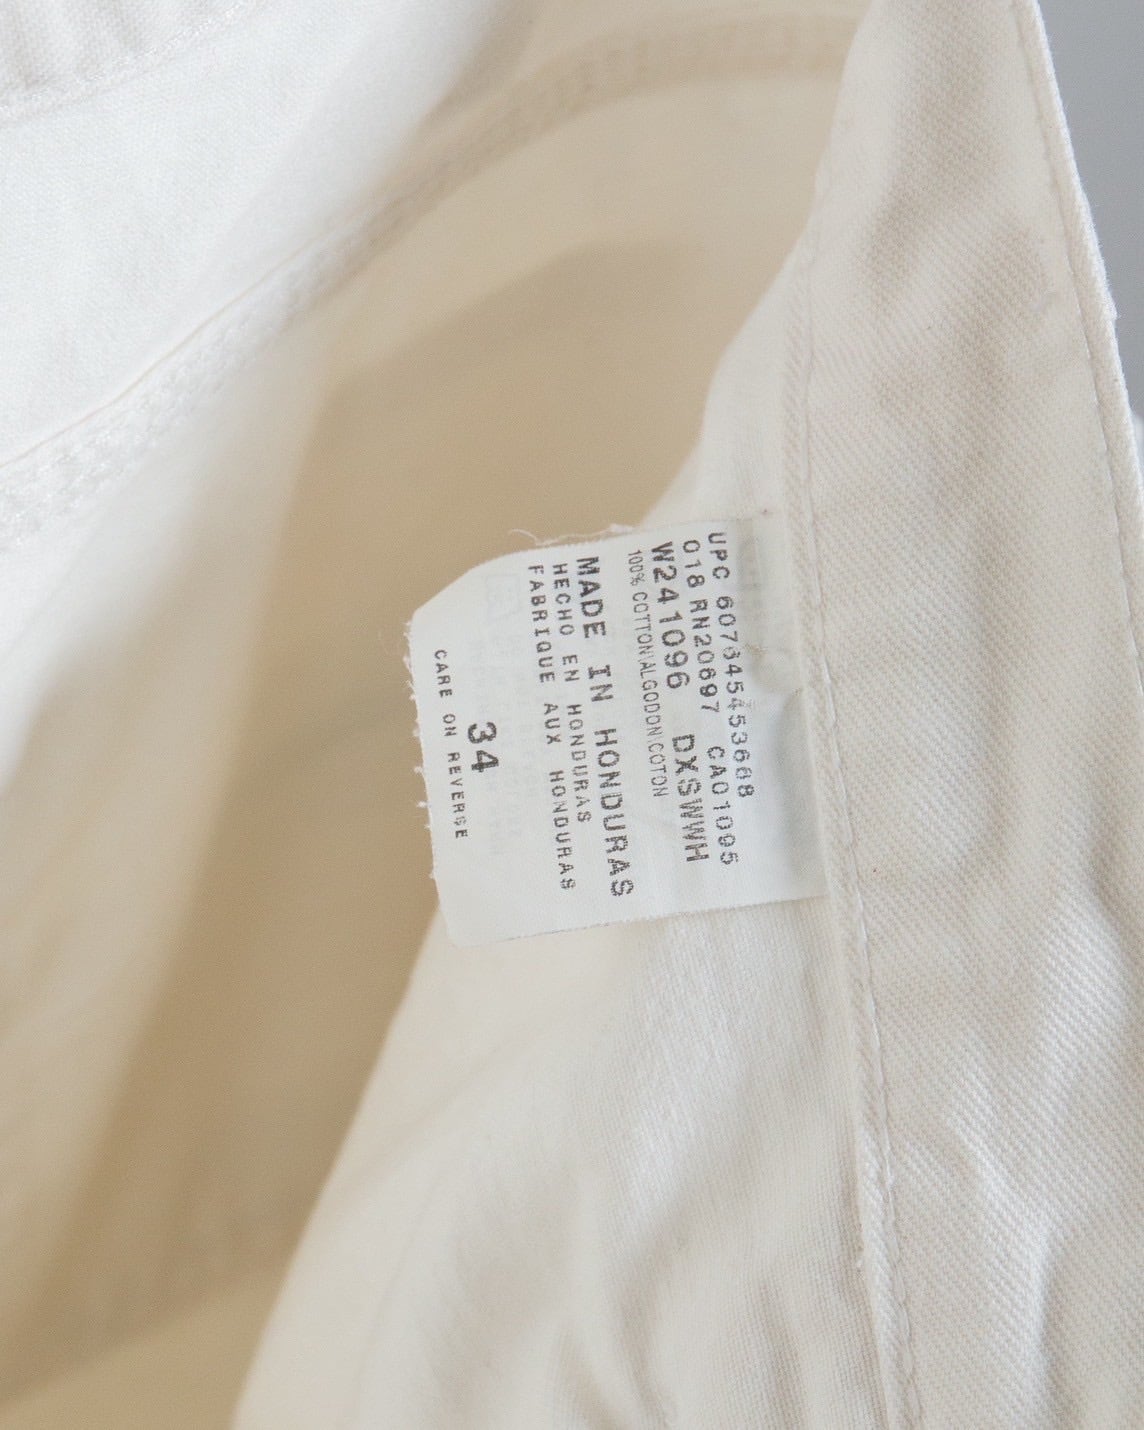 UPC 607645453688
018 RN20697 CA01095
W241096 DXSWWH
100% COTTON\ALGODON\COTON
MADE IN HONDURAS
HECHO EN HONDURAS
FABRIQUE AUX HONDURAS
34
CARE ON REVERSE